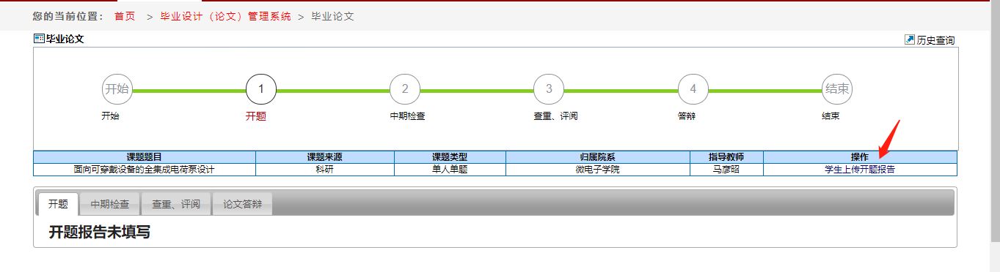 您的当前位置： 首页 > 毕业设计（论文）管理系统 > 毕业论文
毕业论文 历史查询
开始 1 2 3 4 结束
开始 开题 中期检查 查重、评阅 答辩 结束
课题题目 课题来源 课题类型 归属院系 指导教师 操作
面向可穿戴设备的全集成电荷泵设计 科研 单人单题 微电子学院 马彦昭 学生上传开题报告
开题 中期检查 查重、评阅 论文答辩
开题报告未填写